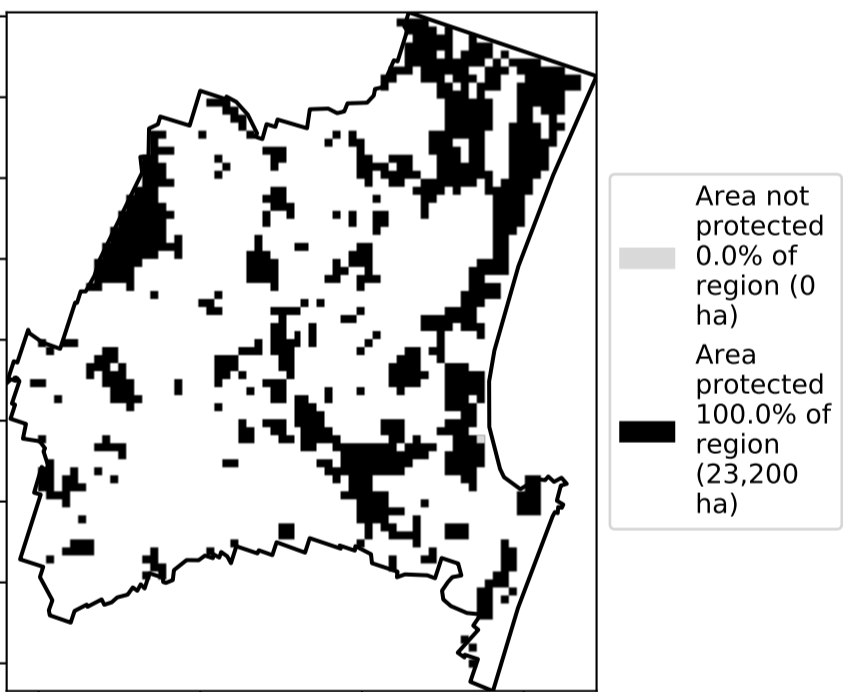 Area not
protected
0.0% of
region (0
ha)
Area
protected
100.0% of
region
(23,200
ha)